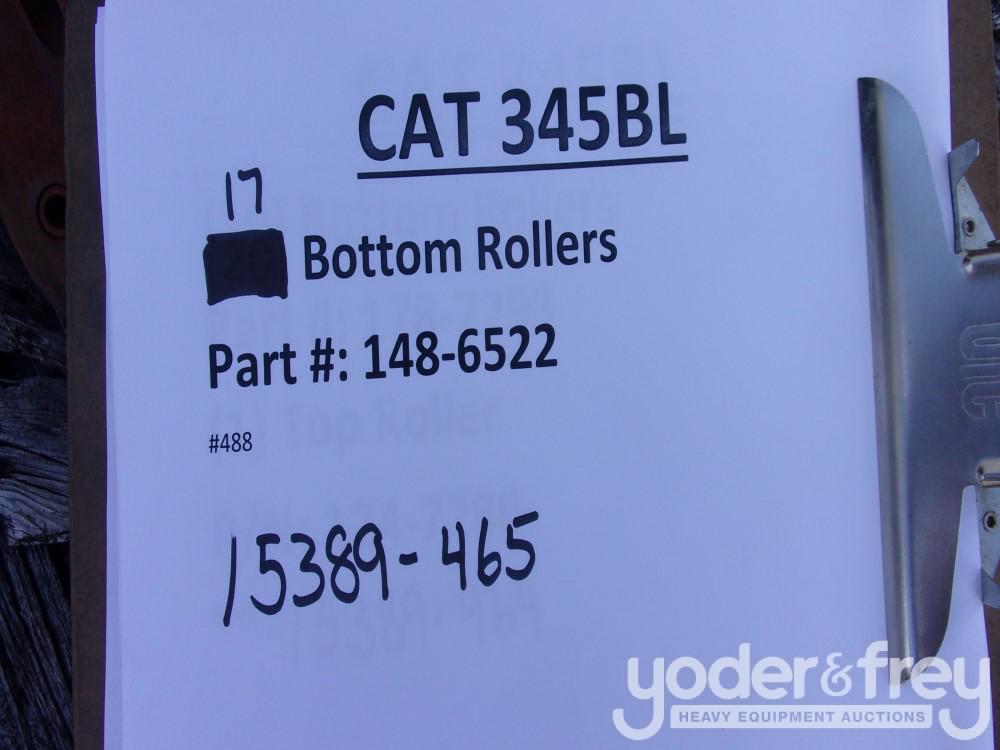 CAT 345BL
17
Bottom Rollers
Part #: 148-6522
#488
15389-465
yoder&frey
HEAVY EQUIPMENT AUCTIONS